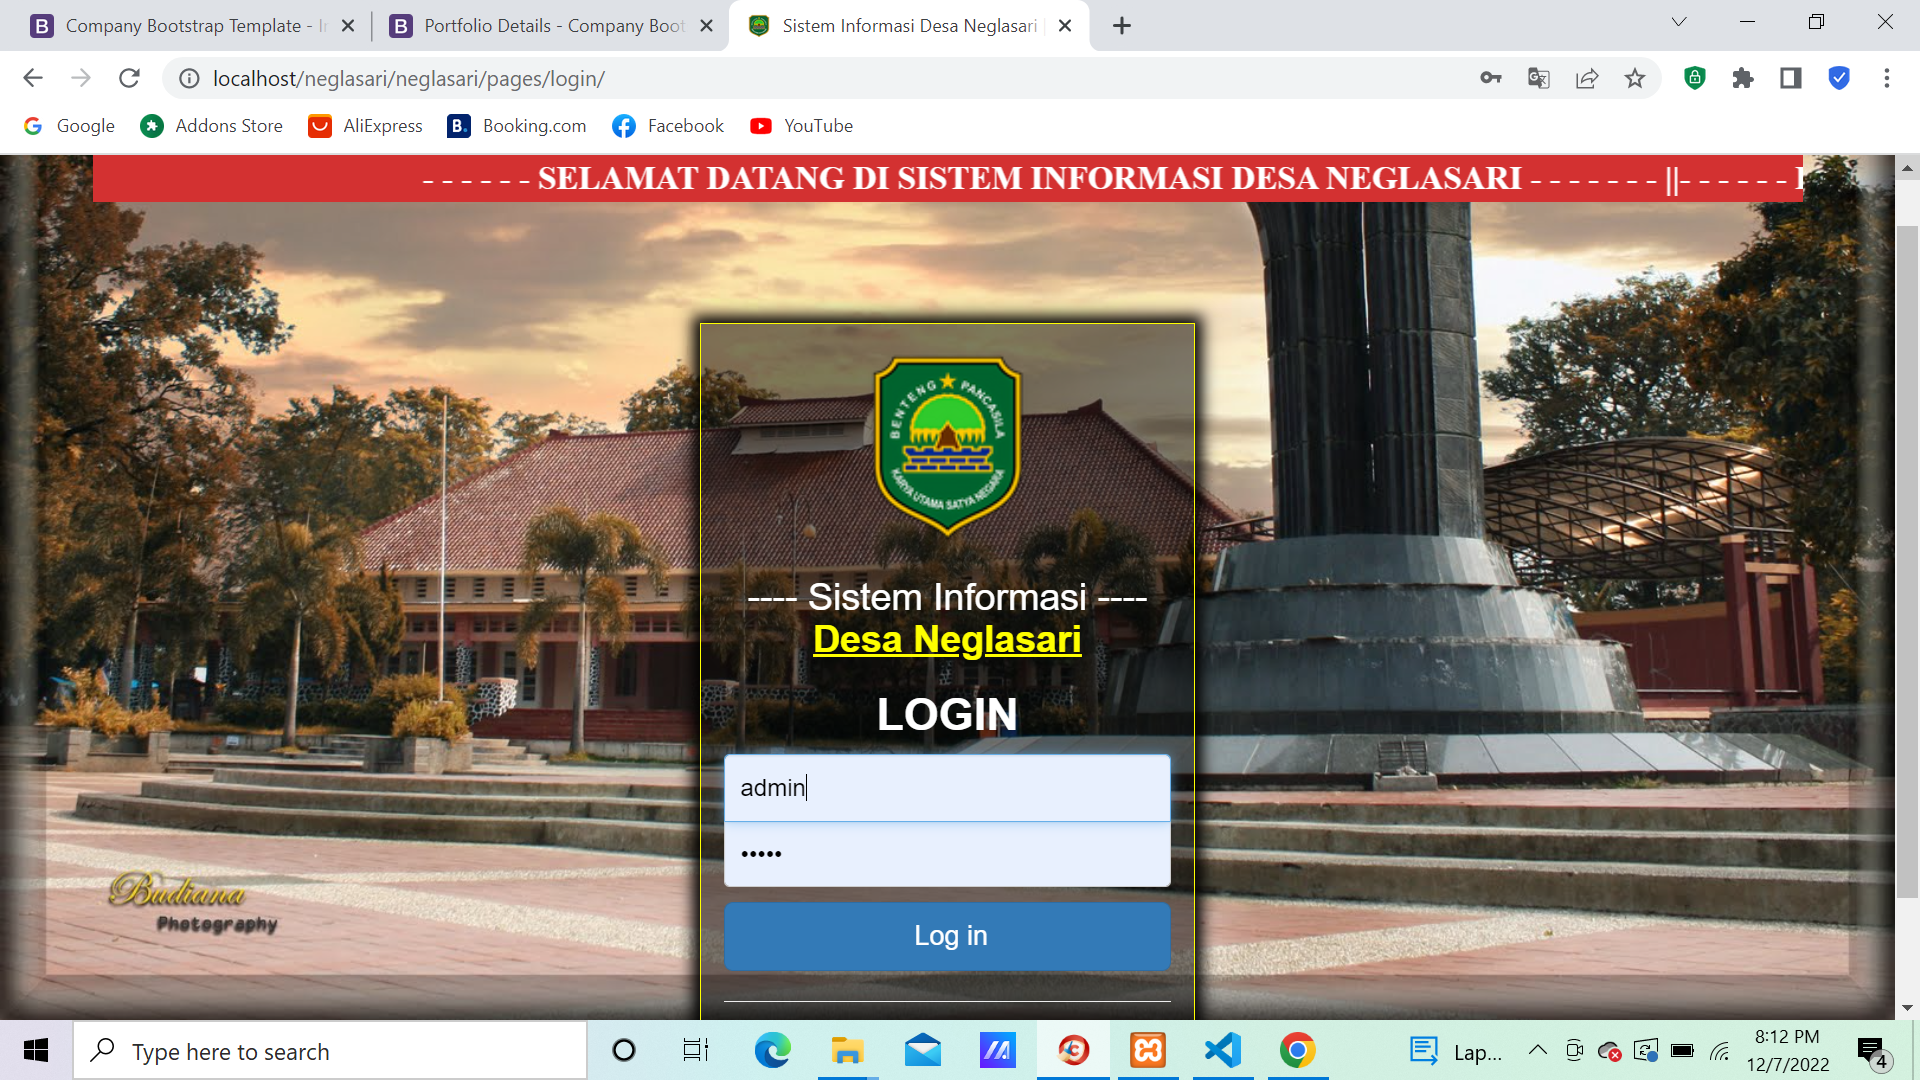 Company Bootstrap Template - I
Portfolio Details - Company Boot
Sistem Informasi Desa Neglasari |
localhost/neglasari/neglasari/pages/login/
Google
Addons Store
AliExpress
Booking.com
Facebook
YouTube
- - - - - - SELAMAT DATANG DI SISTEM INFORMASI DESA NEGLASARI - - - - - - - ||- - - - - -
BENTENG PANCASILA
KARYA UTAMA SATYA NEGARA
---- Sistem Informasi ----
Desa Neglasari
LOGIN
admin
•••••
Log in
Budiana
Photography
Type here to search
Lap...
8:12 PM
12/7/2022
4